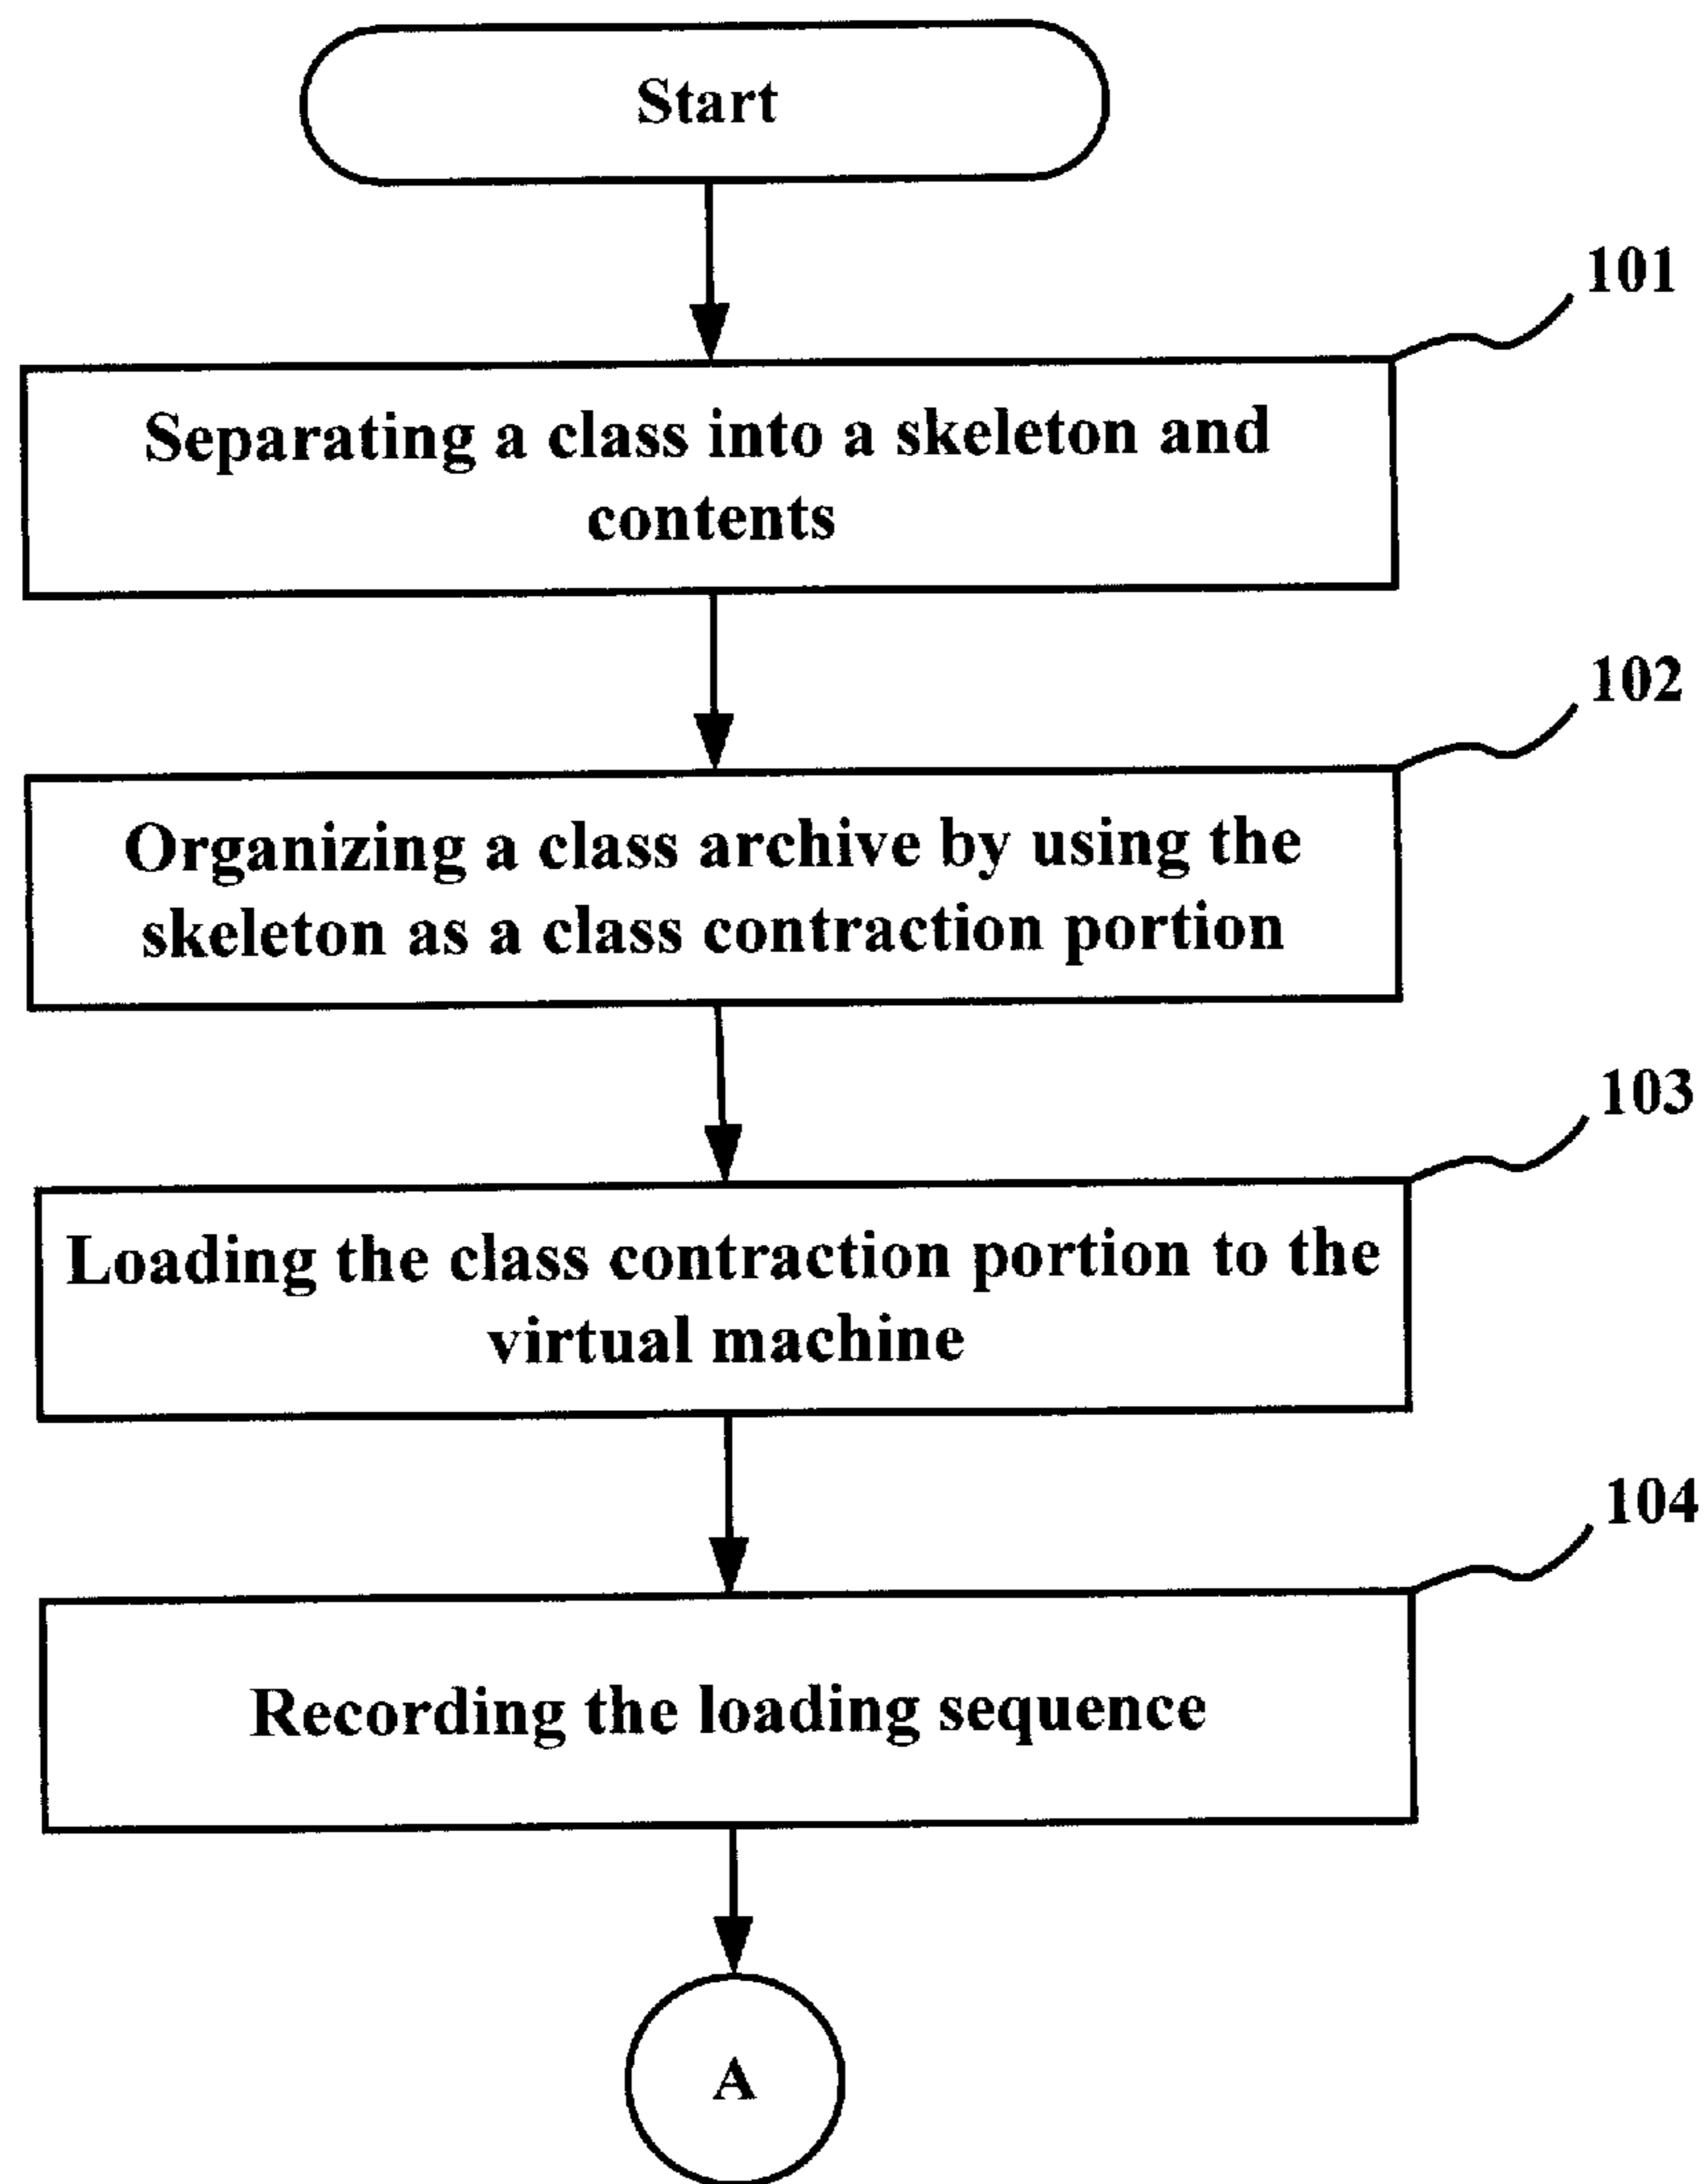 Start
101
Separating a class into a skeleton and
contents
102
Organizing a class archive by using the
skeleton as a class contraction portion
103
Loading the class contraction portion to the
virtual machine
104
Recording the loading sequence
A